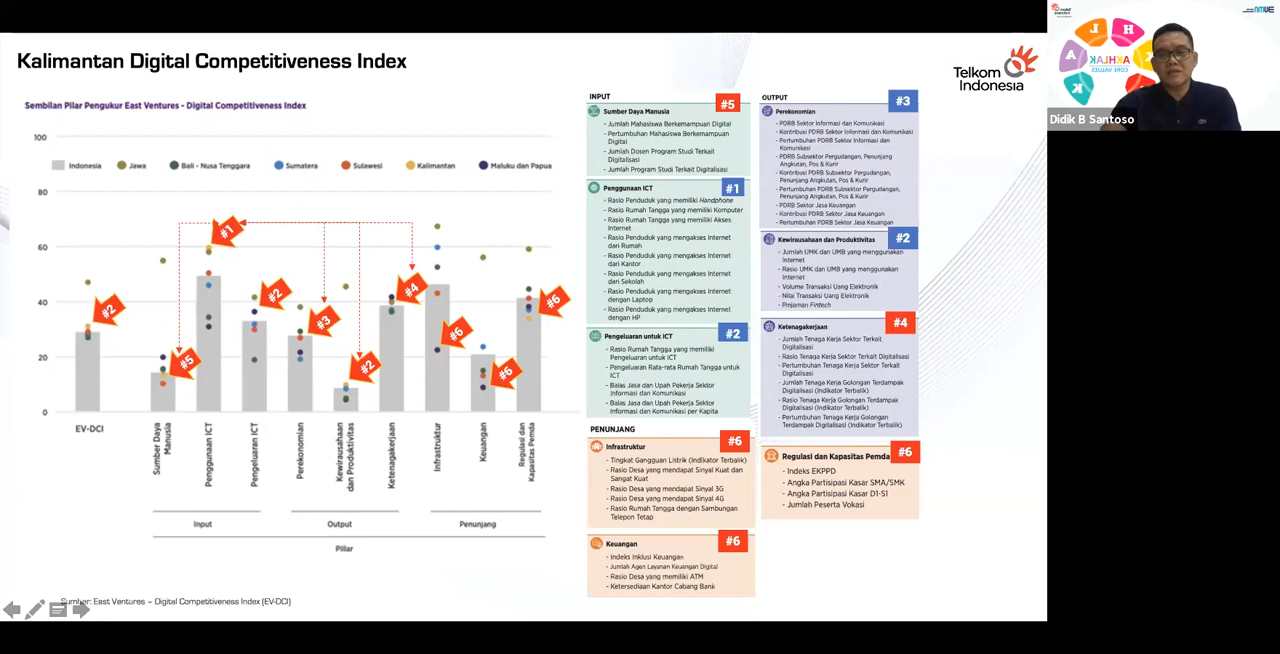 Kalimantan Digital Competitiveness Index
Telkom
Indonesia
Sembilan Pilar Pengukur East Ventures - Digital Competitiveness Index
100
80
60
40
20
0
Indonesia
Jawa
Bali - Nusa Tenggara
Sumatera
Sulawesi
Kalimantan
Maluku dan Papua
#2
#5
#1
#2
#3
#2
#4
#6
#6
#6
EV-DCI
Sumber Daya
Manusia
Penggunaan ICT
Pengeluaran ICT
Perekonomian
Kewirausahaan
dan Produktivitas
Ketenagakerjaan
Infrastruktur
Keuangan
Regulasi dan
Kapasitas Pemda
Input
Output
Penunjang
Pilar
Sumber: East Ventures – Digital Competitiveness Index (EV-DCI)
INPUT
#5
Sumber Daya Manusia
- Jumlah Mahasiswa Berkemampuan Digital
- Pertumbuhan Mahasiswa Berkemampuan
Digital
- Jumlah Dosen Program Studi Terkait
Digitalisasi
- Jumlah Program Studi Terkait Digitalisasi
#1
Penggunaan ICT
- Rasio Penduduk yang memiliki Handphone
- Rasio Rumah Tangga yang memiliki Komputer
- Rasio Rumah Tangga yang memiliki Akses
Internet
- Rasio Penduduk yang mengakses Internet
dari Rumah
- Rasio Penduduk yang mengakses Internet
dari Kantor
- Rasio Penduduk yang mengakses Internet
dari Sekolah
- Rasio Penduduk yang mengakses Internet
dengan Laptop
- Rasio Penduduk yang mengakses Internet
dengan HP
#2
Pengeluaran untuk ICT
- Rasio Rumah Tangga yang memiliki
Pengeluaran untuk ICT
- Pengeluaran Rata-rata Rumah Tangga untuk
ICT
- Balas Jasa dan Upah Pekerja Sektor
Informasi dan Komunikasi
- Balas Jasa dan Upah Pekerja Sektor
Informasi dan Komunikasi per Kapita
PENUNJANG
#6
Infrastruktur
- Tingkat Gangguan Listrik (Indikator Terbalik)
- Rasio Desa yang mendapat Sinyal Kuat dan
Sangat Kuat
- Rasio Desa yang mendapat Sinyal 3G
- Rasio Desa yang mendapat Sinyal 4G
- Rasio Rumah Tangga dengan Sambungan
Telepon Tetap
#6
Keuangan
- Indeks Inklusi Keuangan
- Jumlah Agen Layanan Keuangan Digital
- Rasio Desa yang memiliki ATM
- Ketersediaan Kantor Cabang Bank
OUTPUT
#3
Perekonomian
- PDRB Sektor Informasi dan Komunikasi
- Kontribusi PDRB Sektor Informasi dan Komunikasi
- Pertumbuhan PDRB Sektor Informasi dan
Komunikasi
- PDRB Subsektor Pergudangan, Penunjang
Angkutan, Pos & Kurir
- Kontribusi PDRB Subsektor Pergudangan,
Penunjang Angkutan, Pos & Kurir
- Pertumbuhan PDRB Subsektor Pergudangan,
Penunjang Angkutan, Pos & Kurir
- PDRB Sektor Jasa Keuangan
- Kontribusi PDRB Sektor Jasa Keuangan
- Pertumbuhan PDRB Sektor Jasa Keuangan
#2
Kewirausahaan dan Produktivitas
- Jumlah UMK dan UMB yang menggunakan
Internet
- Rasio UMK dan UMB yang menggunakan
Internet
- Volume Transaksi Uang Elektronik
- Nilai Transaksi Uang Elektronik
- Pinjaman Fintech
#4
Ketenagakerjaan
- Jumlah Tenaga Kerja Sektor Terkait
Digitalisasi
- Rasio Tenaga Kerja Sektor Terkait Digitalisasi
- Pertumbuhan Tenaga Kerja Sektor Terkait
Digitalisasi
- Jumlah Tenaga Kerja Golongan Terdampak
Digitalisasi (Indikator Terbalik)
- Rasio Tenaga Kerja Golongan Terdampak
Digitalisasi (Indikator Terbalik)
- Pertumbuhan Tenaga Kerja Golongan
Terdampak Digitalisasi (Indikator Terbalik)
#6
Regulasi dan Kapasitas Pemda
- Indeks EKPPD
- Angka Partisipasi Kasar SMA/SMK
- Angka Partisipasi Kasar D1-S1
- Jumlah Peserta Vokasi
A
K
H
L
AKHLAK
CORE VALUES
Didik B Santoso